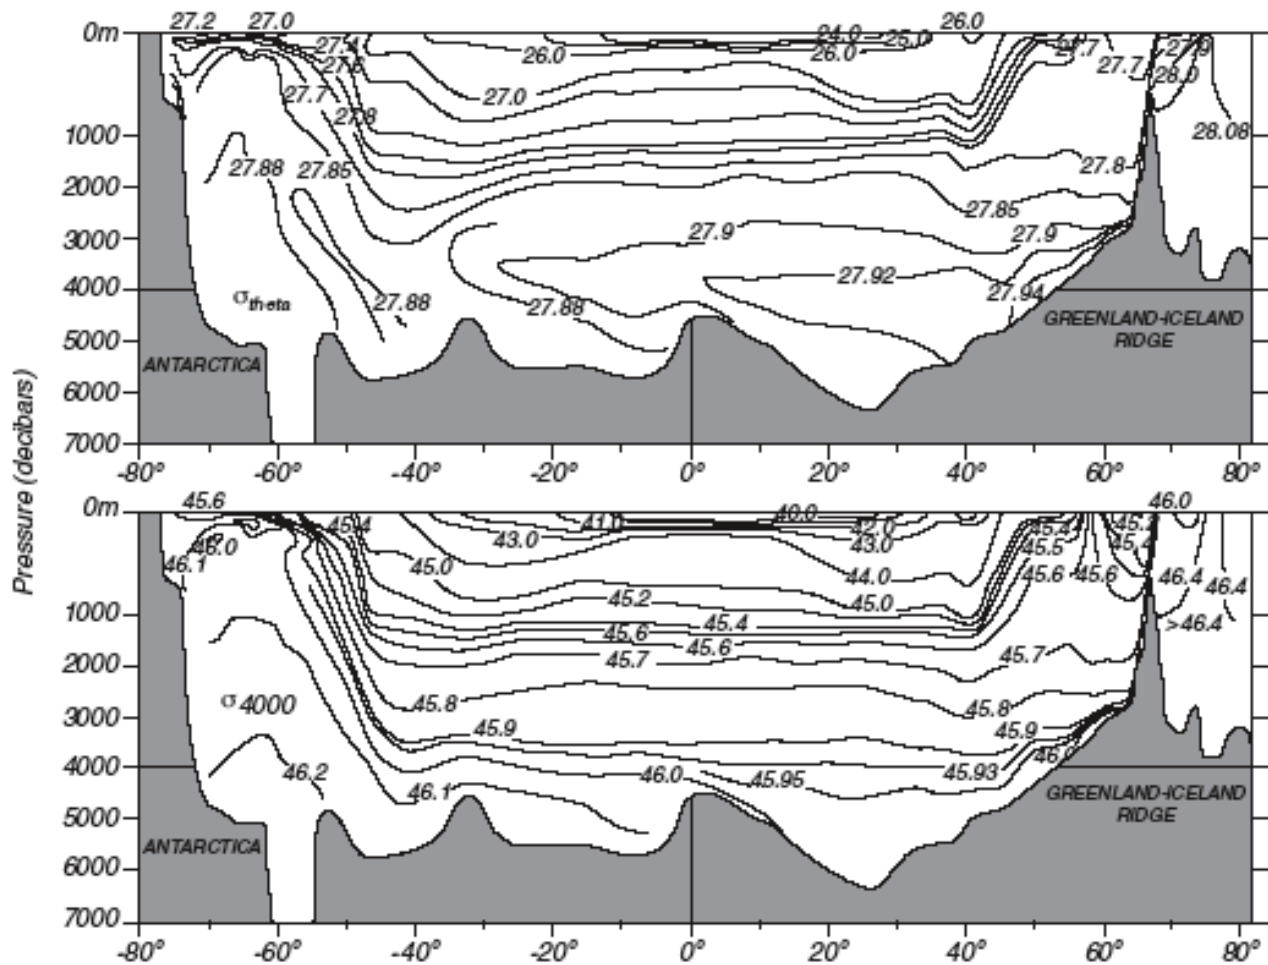 27.2 27.0 26.0
0m 27.4 24.0 25.0 27.7 27.9
27.6 26.0 26.0 27.7 28.0
27.7 27.0
27.8
1000 28.08
27.88 27.85 27.8
2000
27.85
3000 27.9 27.9
27.92
4000 σtheta 27.88 27.88 27.94
GREENLAND-ICELAND
RIDGE
5000
ANTARCTICA
6000
7000
-80° -60° -40° -20° 0° 20° 40° 60° 80°
Pressure (decibars)
45.6 46.0
0m 45.4 41.0 40.0 42.0 45.4
43.0 43.0 45.5 45.4
46.0
46.1 45.0 44.0 45.6 45.6 46.4 46.4
45.2 45.0
1000 45.4 >46.4
45.6 45.6
45.7 45.7
2000
σ4000 45.8 45.8
3000 45.9 45.9
46.2 46.0 45.95 45.93
4000 46.1
GREENLAND-ICELAND
RIDGE
5000
ANTARCTICA
6000
7000
-80° -60° -40° -20° 0° 20° 40° 60° 80°